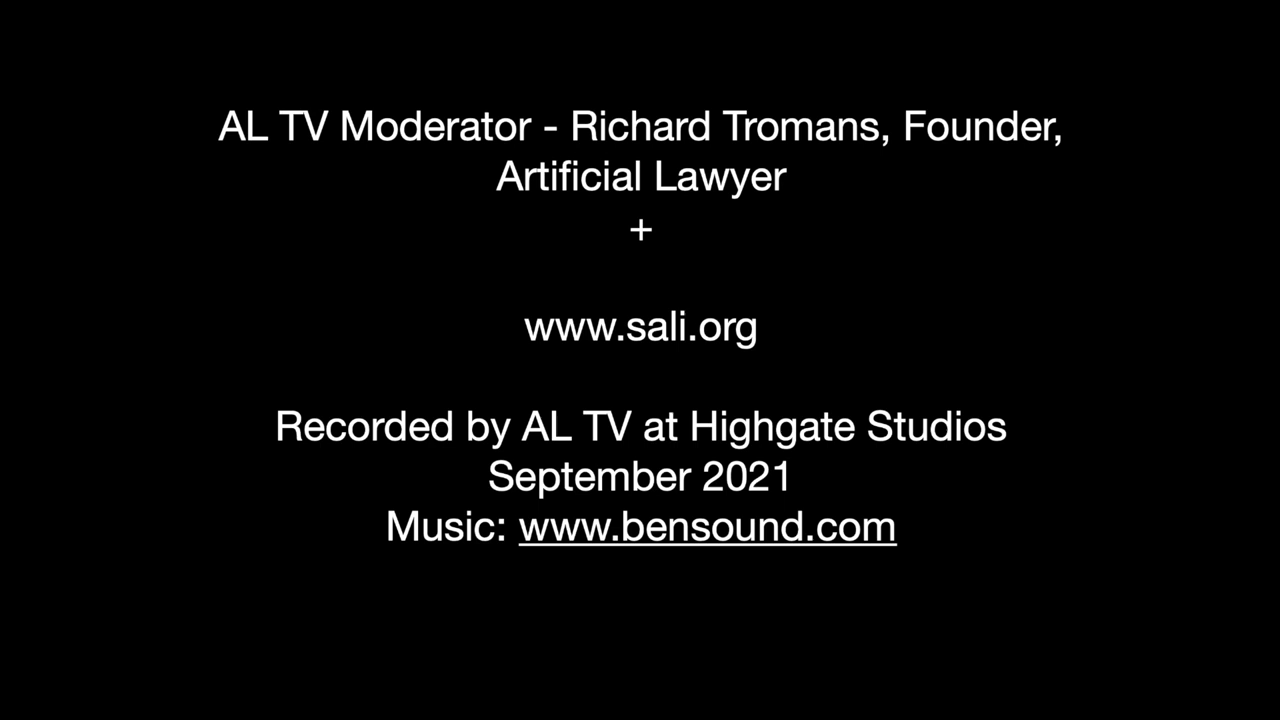 AL TV Moderator - Richard Tromans, Founder,
Artificial Lawyer
+
www.sali.org
Recorded by AL TV at Highgate Studios
September 2021
Music: www.bensound.com